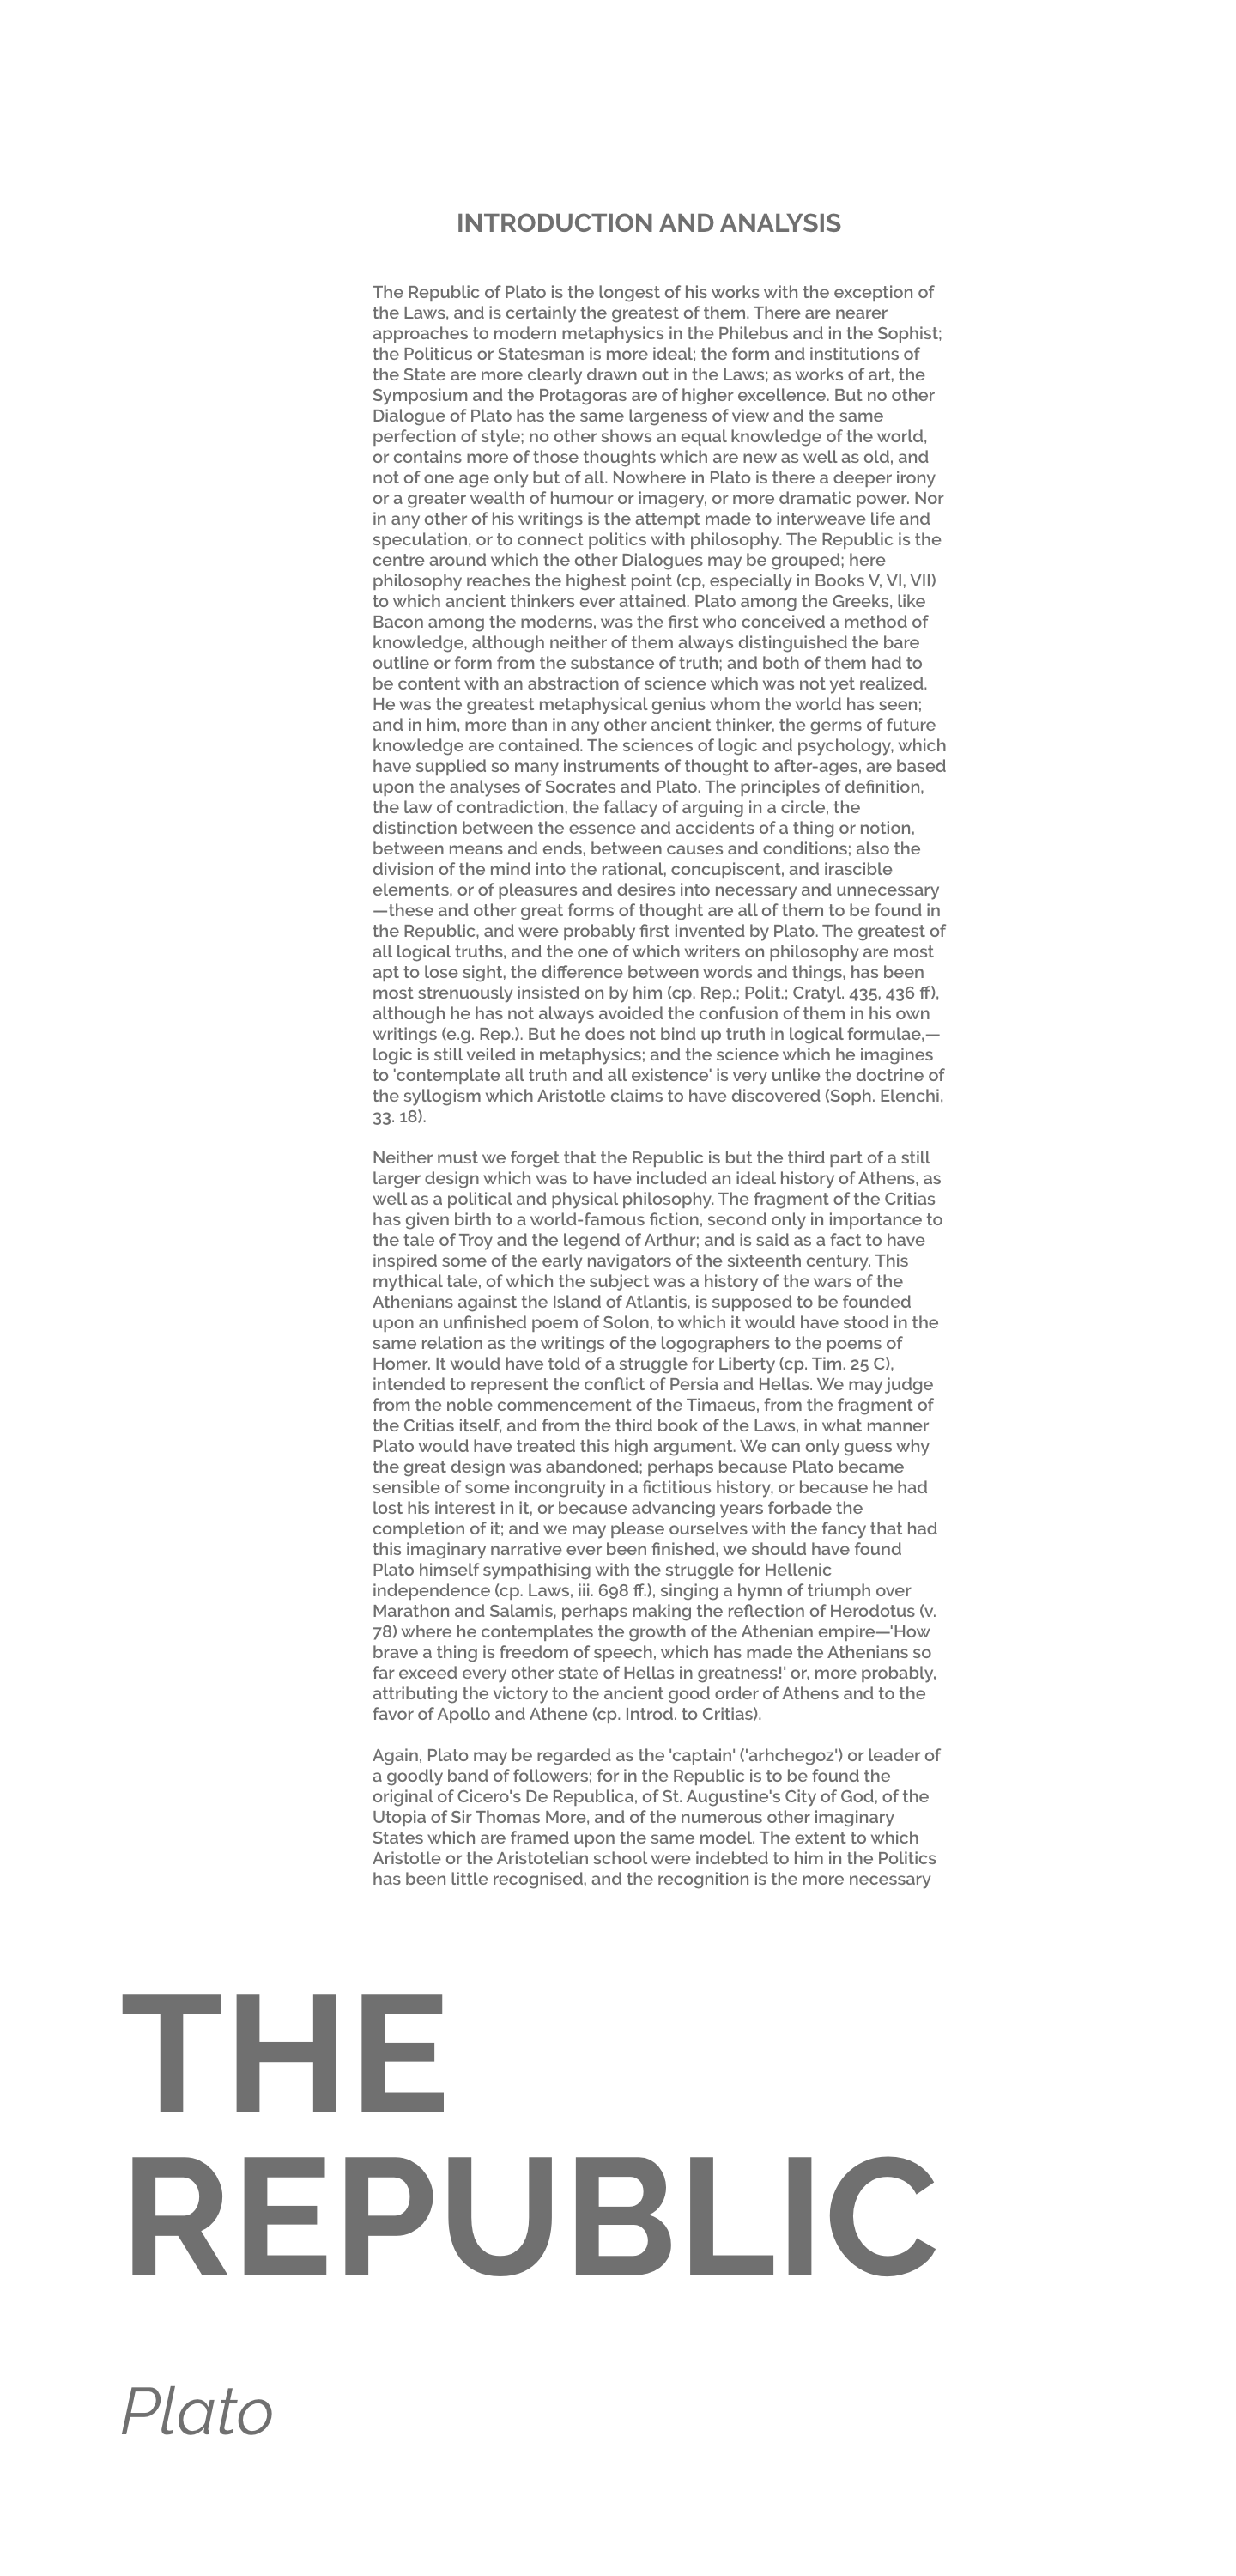 INTRODUCTION AND ANALYSIS
The Republic of Plato is the longest of his works with the exception of
the Laws, and is certainly the greatest of them. There are nearer
approaches to modern metaphysics in the Philebus and in the Sophist;
the Politicus or Statesman is more ideal; the form and institutions of
the State are more clearly drawn out in the Laws; as works of art, the
Symposium and the Protagoras are of higher excellence. But no other
Dialogue of Plato has the same largeness of view and the same
perfection of style; no other shows an equal knowledge of the world,
or contains more of those thoughts which are new as well as old, and
not of one age only but of all. Nowhere in Plato is there a deeper irony
or a greater wealth of humour or imagery, or more dramatic power. Nor
in any other of his writings is the attempt made to interweave life and
speculation, or to connect politics with philosophy. The Republic is the
centre around which the other Dialogues may be grouped; here
philosophy reaches the highest point (cp, especially in Books V, VI, VII)
to which ancient thinkers ever attained. Plato among the Greeks, like
Bacon among the moderns, was the first who conceived a method of
knowledge, although neither of them always distinguished the bare
outline or form from the substance of truth; and both of them had to
be content with an abstraction of science which was not yet realized.
He was the greatest metaphysical genius whom the world has seen;
and in him, more than in any other ancient thinker, the germs of future
knowledge are contained. The sciences of logic and psychology, which
have supplied so many instruments of thought to after-ages, are based
upon the analyses of Socrates and Plato. The principles of definition,
the law of contradiction, the fallacy of arguing in a circle, the
distinction between the essence and accidents of a thing or notion,
between means and ends, between causes and conditions; also the
division of the mind into the rational, concupiscent, and irascible
elements, or of pleasures and desires into necessary and unnecessary
—these and other great forms of thought are all of them to be found in
the Republic, and were probably first invented by Plato. The greatest of
all logical truths, and the one of which writers on philosophy are most
apt to lose sight, the difference between words and things, has been
most strenuously insisted on by him (cp. Rep.; Polit.; Cratyl. 435, 436 ff),
although he has not always avoided the confusion of them in his own
writings (e.g. Rep.). But he does not bind up truth in logical formulae,—
logic is still veiled in metaphysics; and the science which he imagines
to 'contemplate all truth and all existence' is very unlike the doctrine of
the syllogism which Aristotle claims to have discovered (Soph. Elenchi,
33. 18).
Neither must we forget that the Republic is but the third part of a still
larger design which was to have included an ideal history of Athens, as
well as a political and physical philosophy. The fragment of the Critias
has given birth to a world-famous fiction, second only in importance to
the tale of Troy and the legend of Arthur; and is said as a fact to have
inspired some of the early navigators of the sixteenth century. This
mythical tale, of which the subject was a history of the wars of the
Athenians against the Island of Atlantis, is supposed to be founded
upon an unfinished poem of Solon, to which it would have stood in the
same relation as the writings of the logographers to the poems of
Homer. It would have told of a struggle for Liberty (cp. Tim. 25 C),
intended to represent the conflict of Persia and Hellas. We may judge
from the noble commencement of the Timaeus, from the fragment of
the Critias itself, and from the third book of the Laws, in what manner
Plato would have treated this high argument. We can only guess why
the great design was abandoned; perhaps because Plato became
sensible of some incongruity in a fictitious history, or because he had
lost his interest in it, or because advancing years forbade the
completion of it; and we may please ourselves with the fancy that had
this imaginary narrative ever been finished, we should have found
Plato himself sympathising with the struggle for Hellenic
independence (cp. Laws, iii. 698 ff.), singing a hymn of triumph over
Marathon and Salamis, perhaps making the reflection of Herodotus (v.
78) where he contemplates the growth of the Athenian empire—'How
brave a thing is freedom of speech, which has made the Athenians so
far exceed every other state of Hellas in greatness!' or, more probably,
attributing the victory to the ancient good order of Athens and to the
favor of Apollo and Athene (cp. Introd. to Critias).
Again, Plato may be regarded as the 'captain' ('arhchegoz') or leader of
a goodly band of followers; for in the Republic is to be found the
original of Cicero's De Republica, of St. Augustine's City of God, of the
Utopia of Sir Thomas More, and of the numerous other imaginary
States which are framed upon the same model. The extent to which
Aristotle or the Aristotelian school were indebted to him in the Politics
has been little recognised, and the recognition is the more necessary
THE
REPUBLIC
Plato